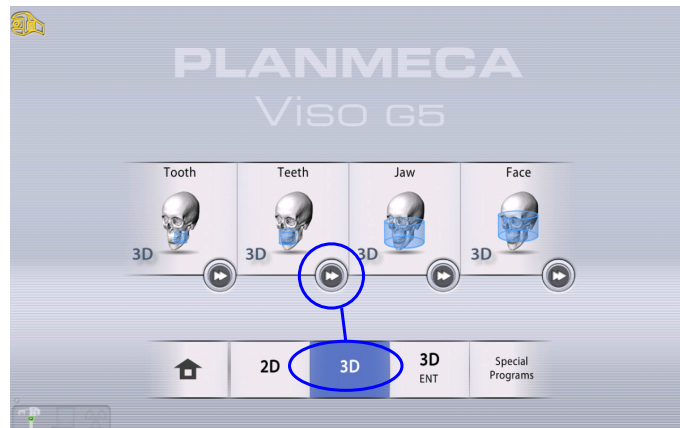 PLANMECA
Viso G5
Tooth
Teeth
Jaw
Face
3D
3D
3D
3D
2D
3D
3D
ENT
Special
Programs